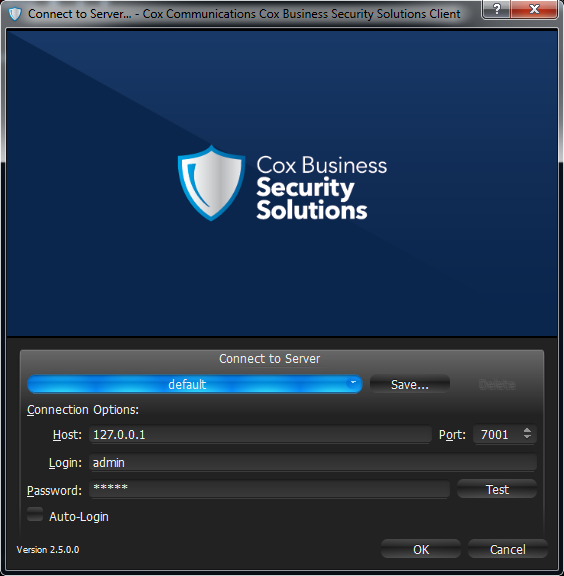 Connect to Server... - Cox Communications Cox Business Security Solutions Client
?
Cox Business
Security
Solutions
Connect to Server
default
Save...
Delete
Connection Options:
Host: 127.0.0.1 Port: 7001
Login: admin
Password: *****
Test
Auto-Login
Version 2.5.0.0
OK
Cancel